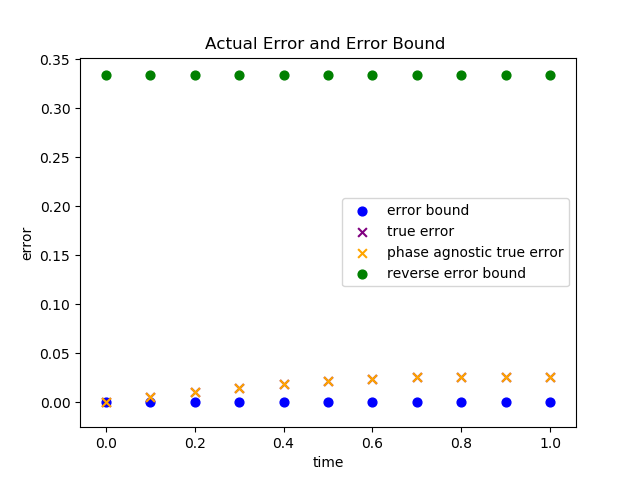 Actual Error and Error Bound
0.35
0.30
0.25
0.20
0.15
0.10
0.05
0.00
error
error bound
true error
phase agnostic true error
reverse error bound
0.0 0.2 0.4 0.6 0.8 1.0
time